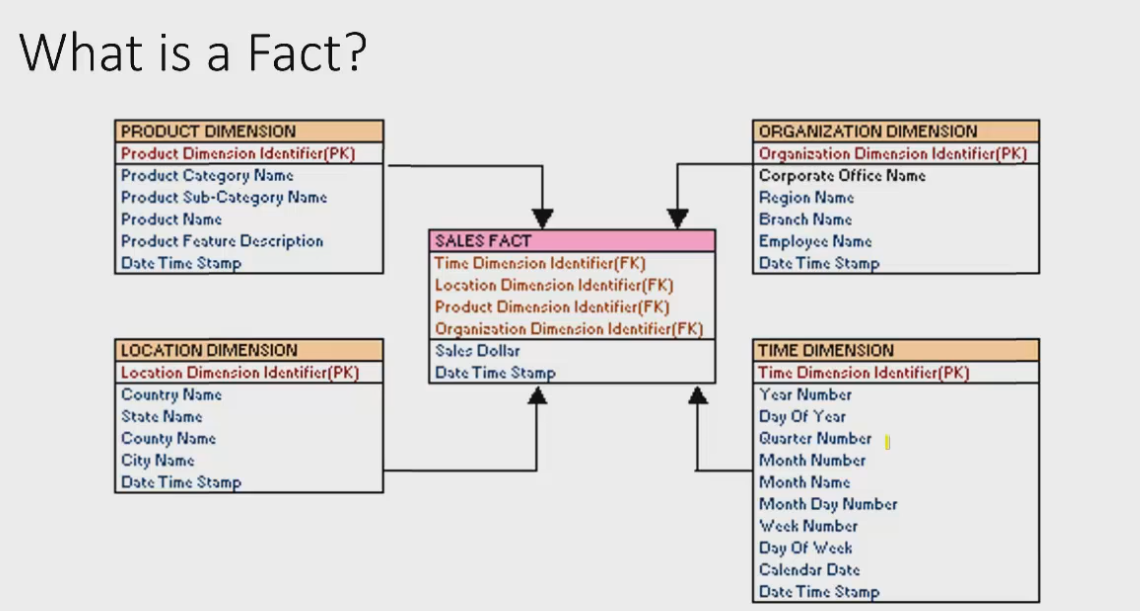 What is a Fact?
PRODUCT DIMENSION
Product Dimension Identifier(PK)
Product Category Name
Product Sub-Category Name
Product Name
Product Feature Description
Date Time Stamp
ORGANIZATION DIMENSION
Organization Dimension Identifier(PK)
Corporate Office Name
Region Name
Branch Name
Employee Name
Date Time Stamp
SALES FACT
Time Dimension Identifier(FK)
Location Dimension Identifier(FK)
Product Dimension Identifier(FK)
Organization Dimension Identifier(FK)
Sales Dollar
Date Time Stamp
LOCATION DIMENSION
Location Dimension Identifier(PK)
Country Name
State Name
County Name
City Name
Date Time Stamp
TIME DIMENSION
Time Dimension Identifier(PK)
Year Number
Day Of Year
Quarter Number
Month Number
Month Name
Month Day Number
Week Number
Day Of Week
Calendar Date
Date Time Stamp